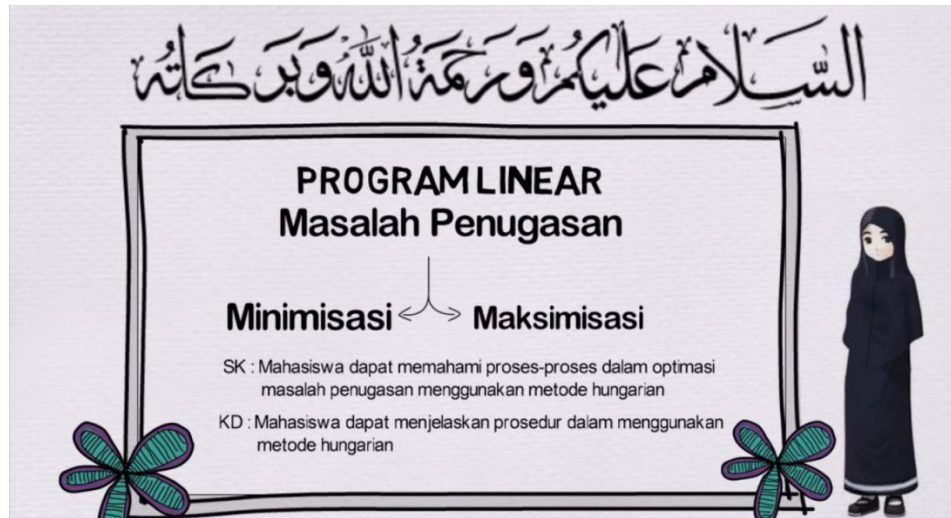 السَّلَامُ عَلَيْكُمْ وَرَحْمَةُ اللَّهِ وَبَرَكَاتُهُ
PROGRAM LINEAR
Masalah Penugasan
Minimisasi Maksimisasi
SK : Mahasiswa dapat memahami proses-proses dalam optimasi
masalah penugasan menggunakan metode hungarian
KD : Mahasiswa dapat menjelaskan prosedur dalam menggunakan
metode hungarian